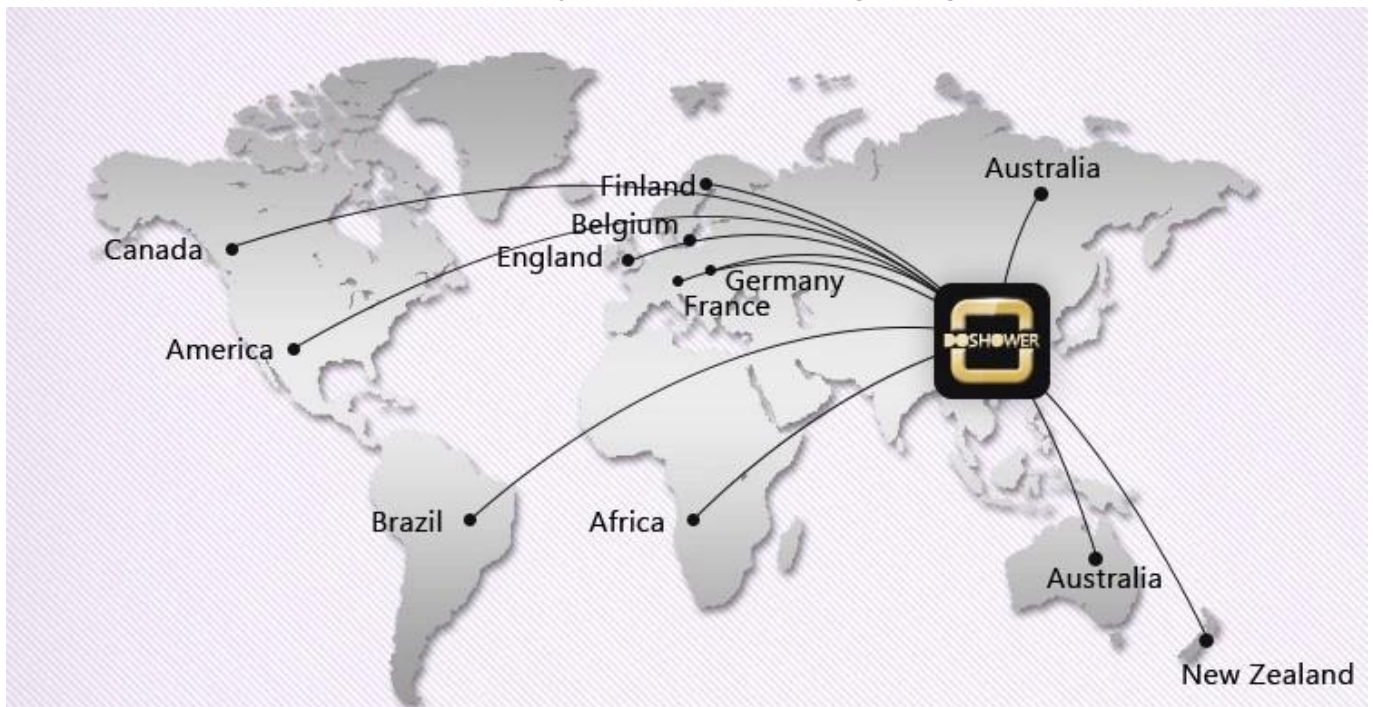 Australia
Finland
Belgium
Canada
England
Germany
France
DOSHOWER
America
Brazil
Africa
Australia
New Zealand